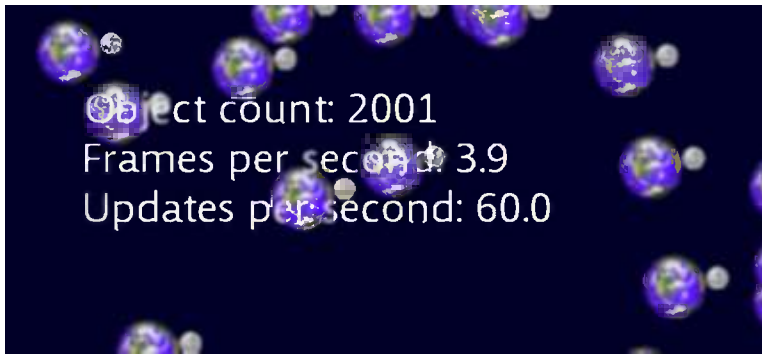 Object count: 2001
Frames per second: 3.9
Updates per second: 60.0